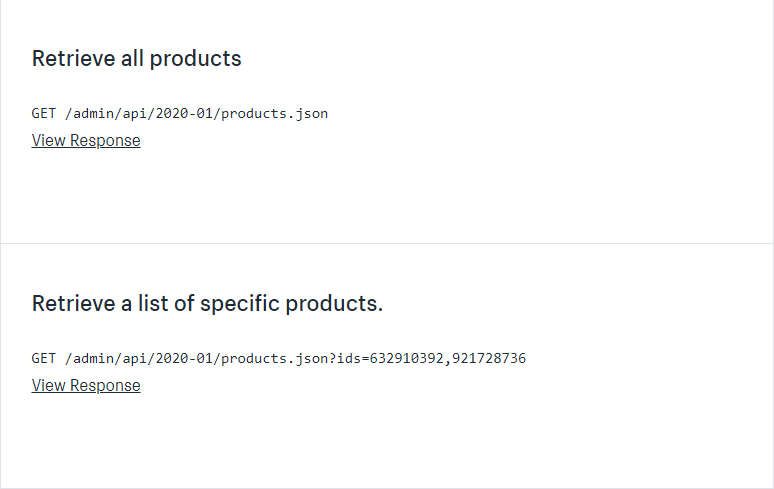 Retrieve all products
GET /admin/api/2020-01/products.json
View Response
Retrieve a list of specific products.
GET /admin/api/2020-01/products.json?ids=632910392,921728736
View Response